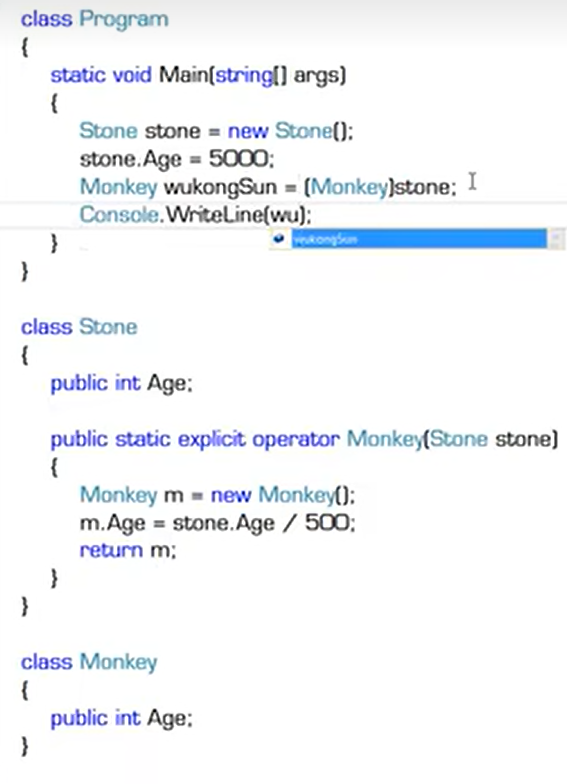 class Program
{
static void Main(string[] args)
{
Stone stone = new Stone();
stone.Age = 5000;
Monkey wukongSun = (Monkey)stone;
Console.WriteLine(wu);
wukongSun
}
}
class Stone
{
public int Age;
public static explicit operator Monkey(Stone stone)
{
Monkey m = new Monkey();
m.Age = stone.Age / 500;
return m;
}
}
class Monkey
{
public int Age;
}